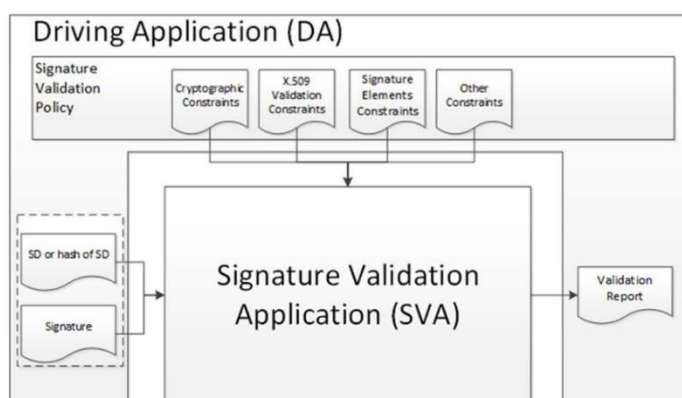 Driving Application (DA)
Signature
Validation
Policy
Cryptographic
Constraints
X.509
Validation
Constraints
Signature
Elements
Constraints
Other
Constraints
SD or hash of SD
Signature
Signature Validation
Application (SVA)
Validation
Report